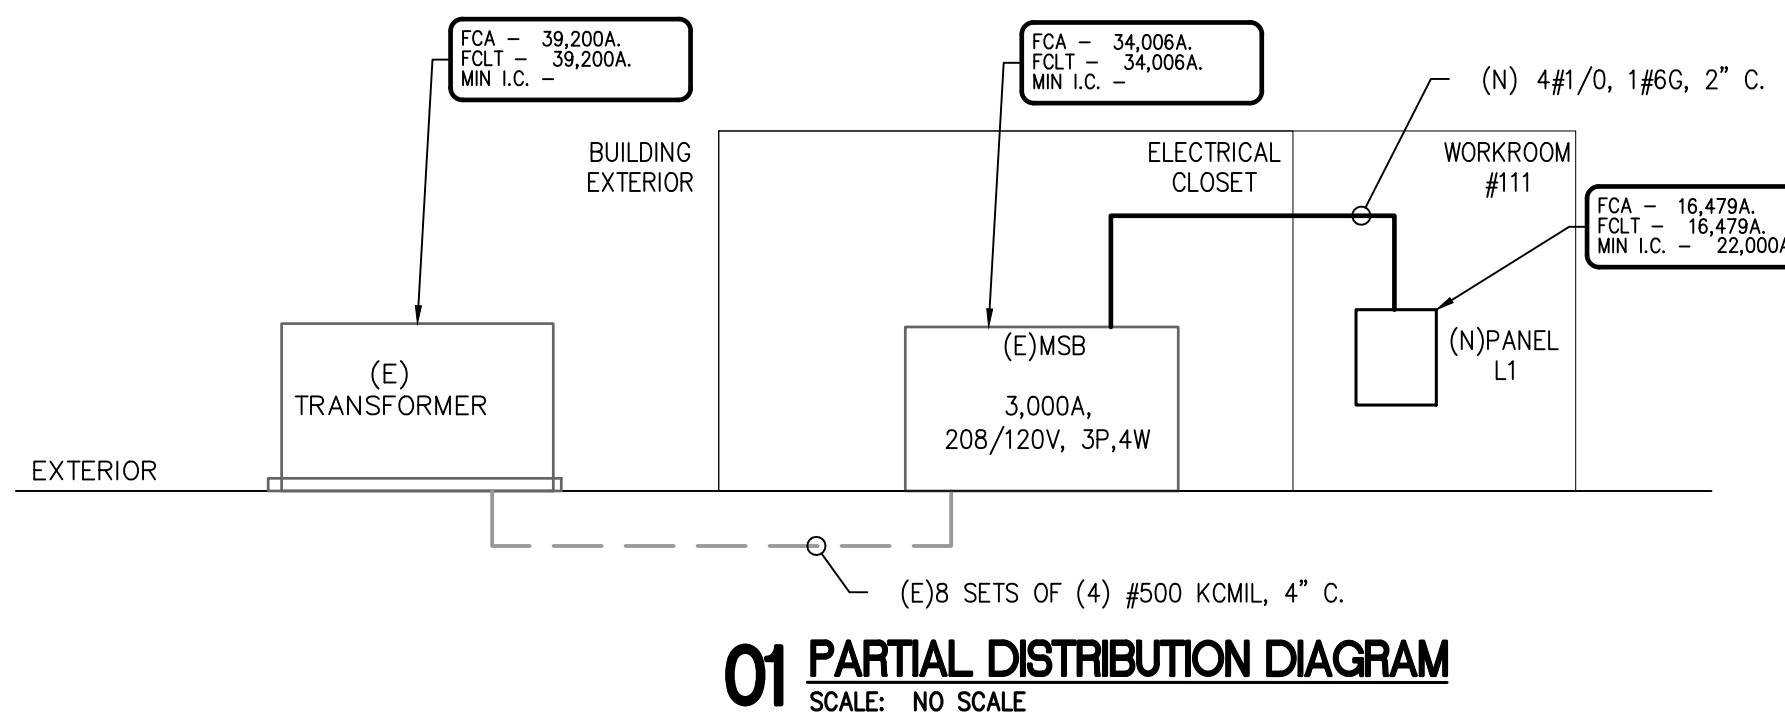 FCA - 39,200A.
FCLT - 39,200A.
MIN I.C. -
FCA - 34,006A.
FCLT - 34,006A.
MIN I.C. -
(N) 4#1/0, 1#6G, 2" C.
BUILDING
EXTERIOR
ELECTRICAL
CLOSET
WORKROOM
#111
FCA - 16,479A.
FCLT - 16,479A.
MIN I.C. - 22,000A
(E)
TRANSFORMER
(E)MSB
3,000A,
208/120V, 3P,4W
(N)PANEL
L1
EXTERIOR
(E)8 SETS OF (4) #500 KCMIL, 4" C.
01 PARTIAL DISTRIBUTION DIAGRAM
SCALE: NO SCALE